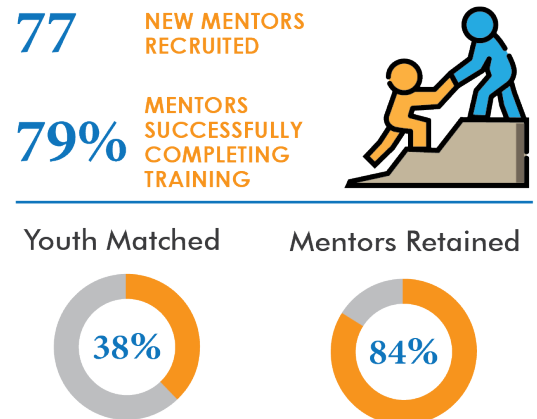 77
NEW MENTORS
RECRUITED
79%
MENTORS
SUCCESSFULLY
COMPLETING
TRAINING
Youth Matched
Mentors Retained
38%
84%